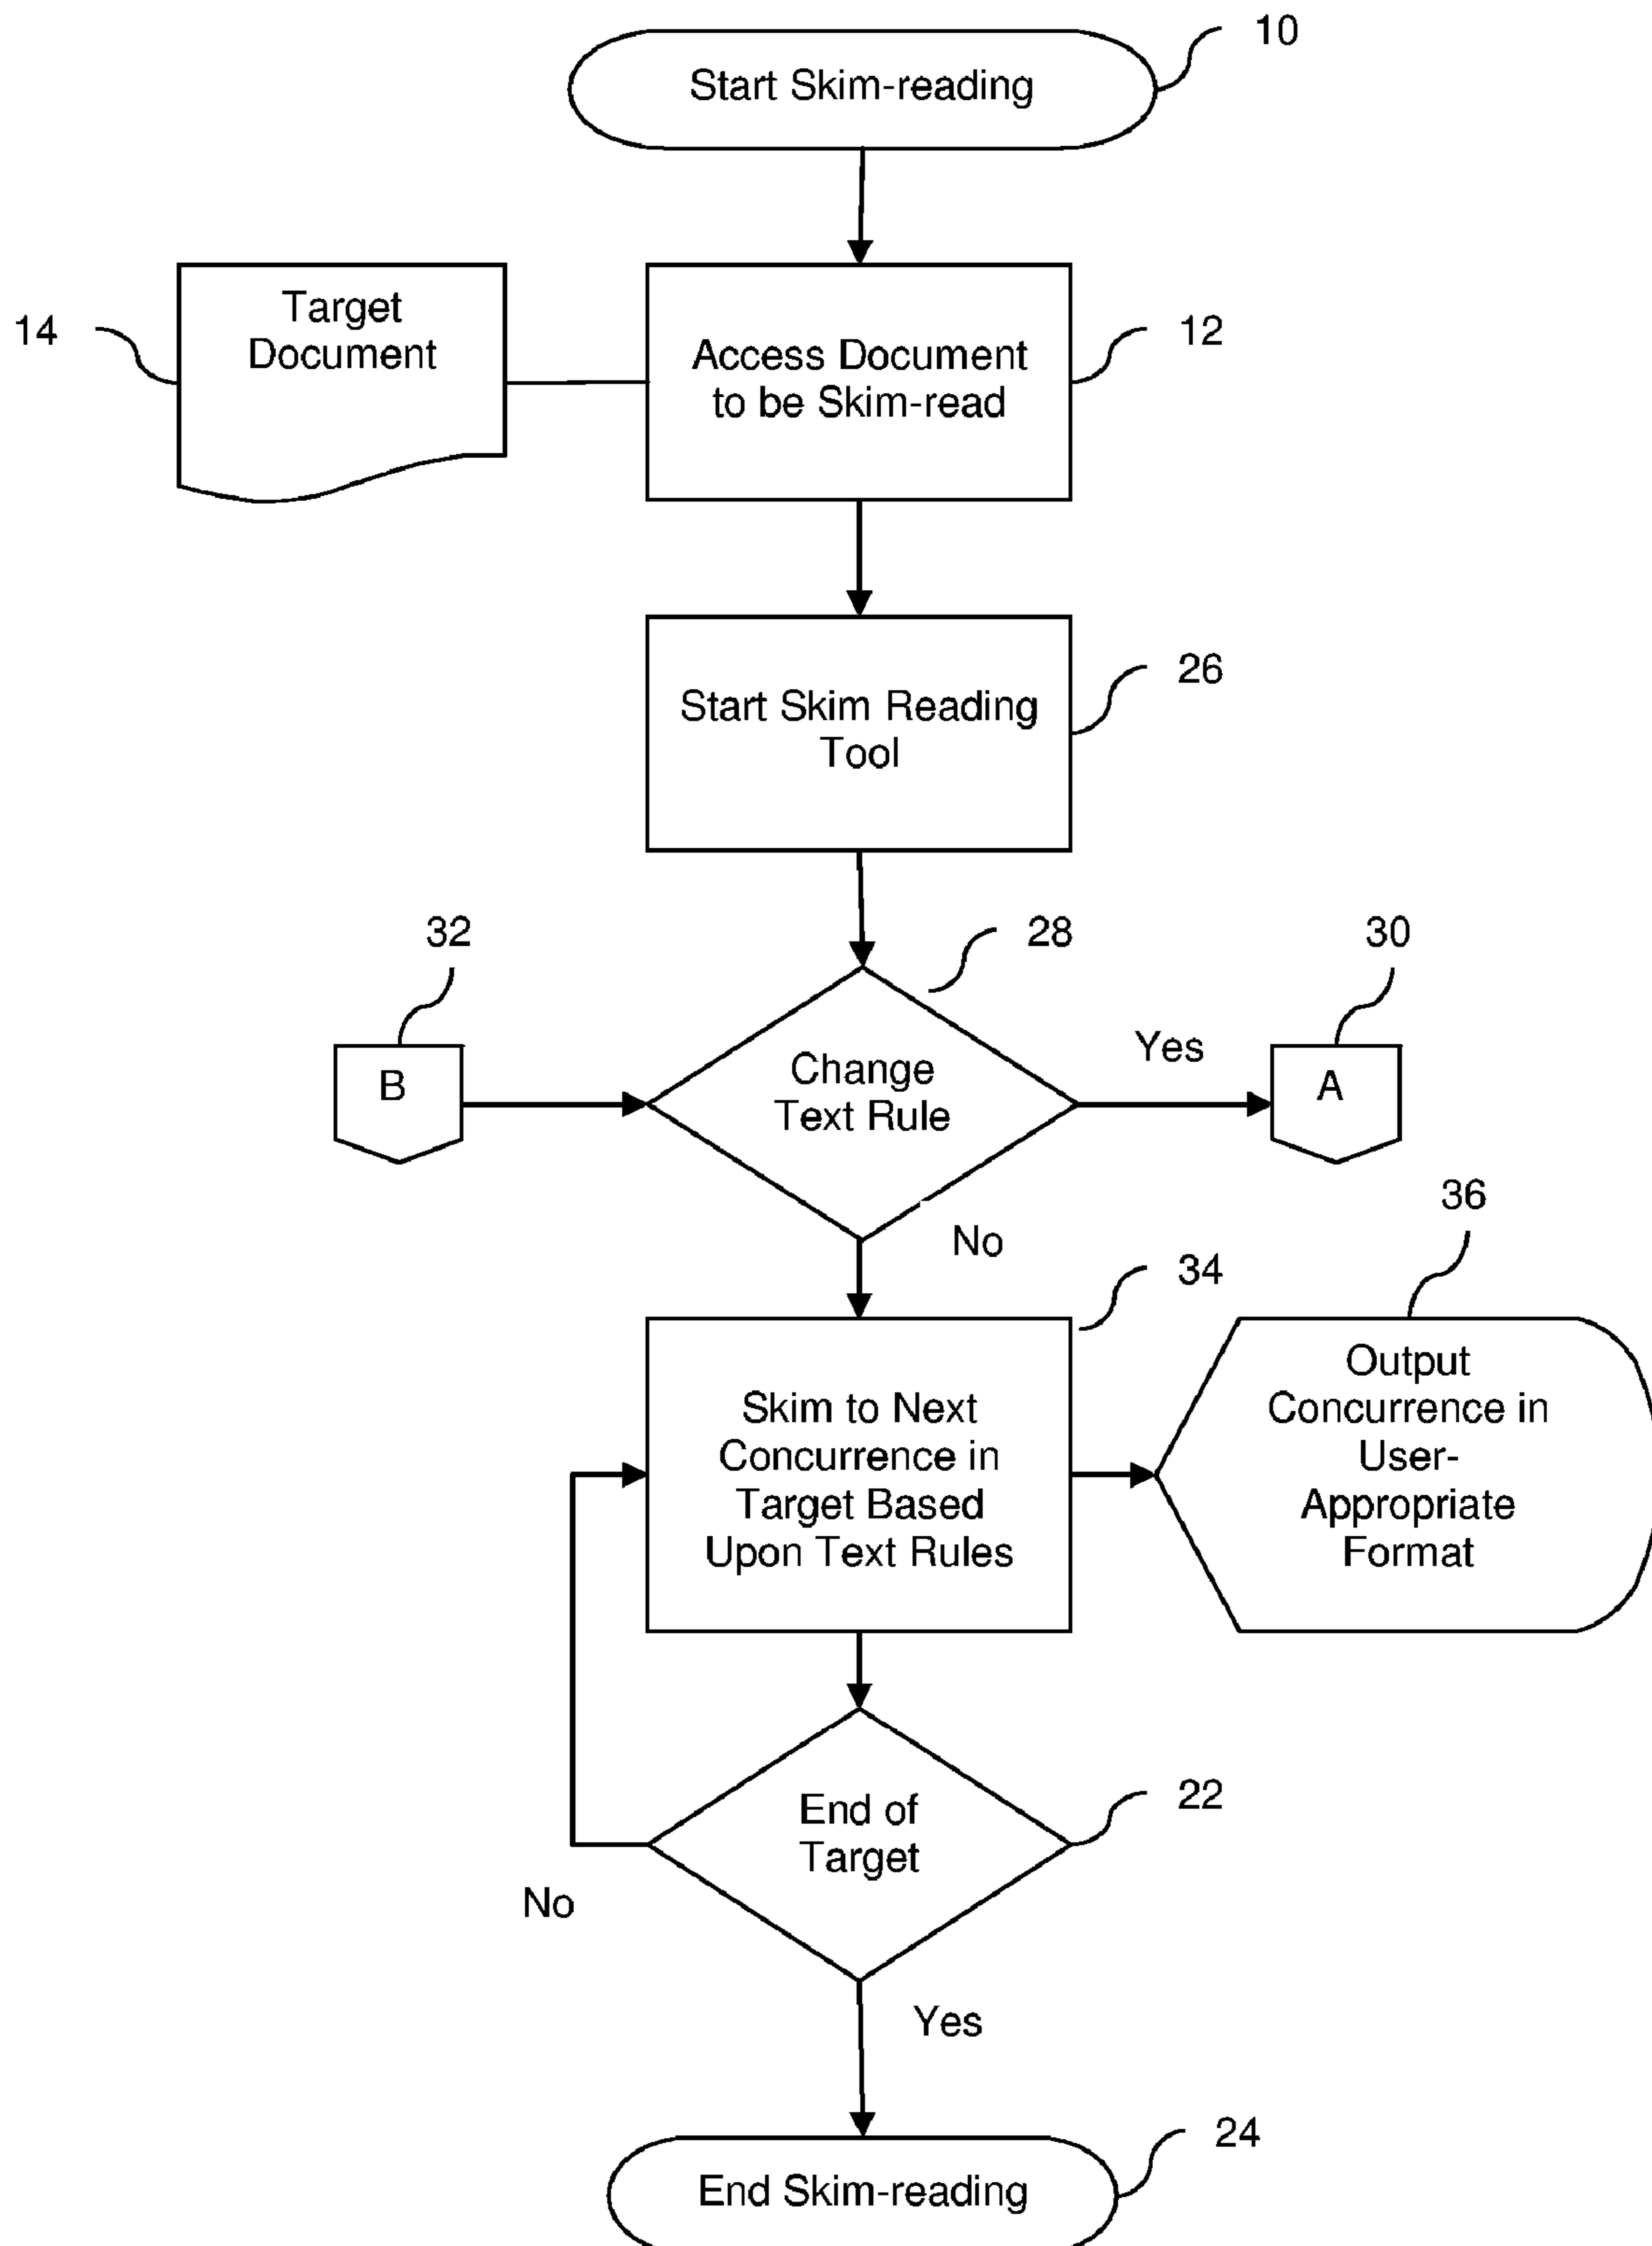 10
Start Skim-reading
14
Target
Document
12
Access Document
to be Skim-read
26
Start Skim Reading
Tool
32
28
30
B
Change
Text Rule
Yes
A
No
36
34
Skim to Next
Concurrence in
Target Based
Upon Text Rules
Output
Concurrence in
User-
Appropriate
Format
22
End of
Target
No
Yes
24
End Skim-reading